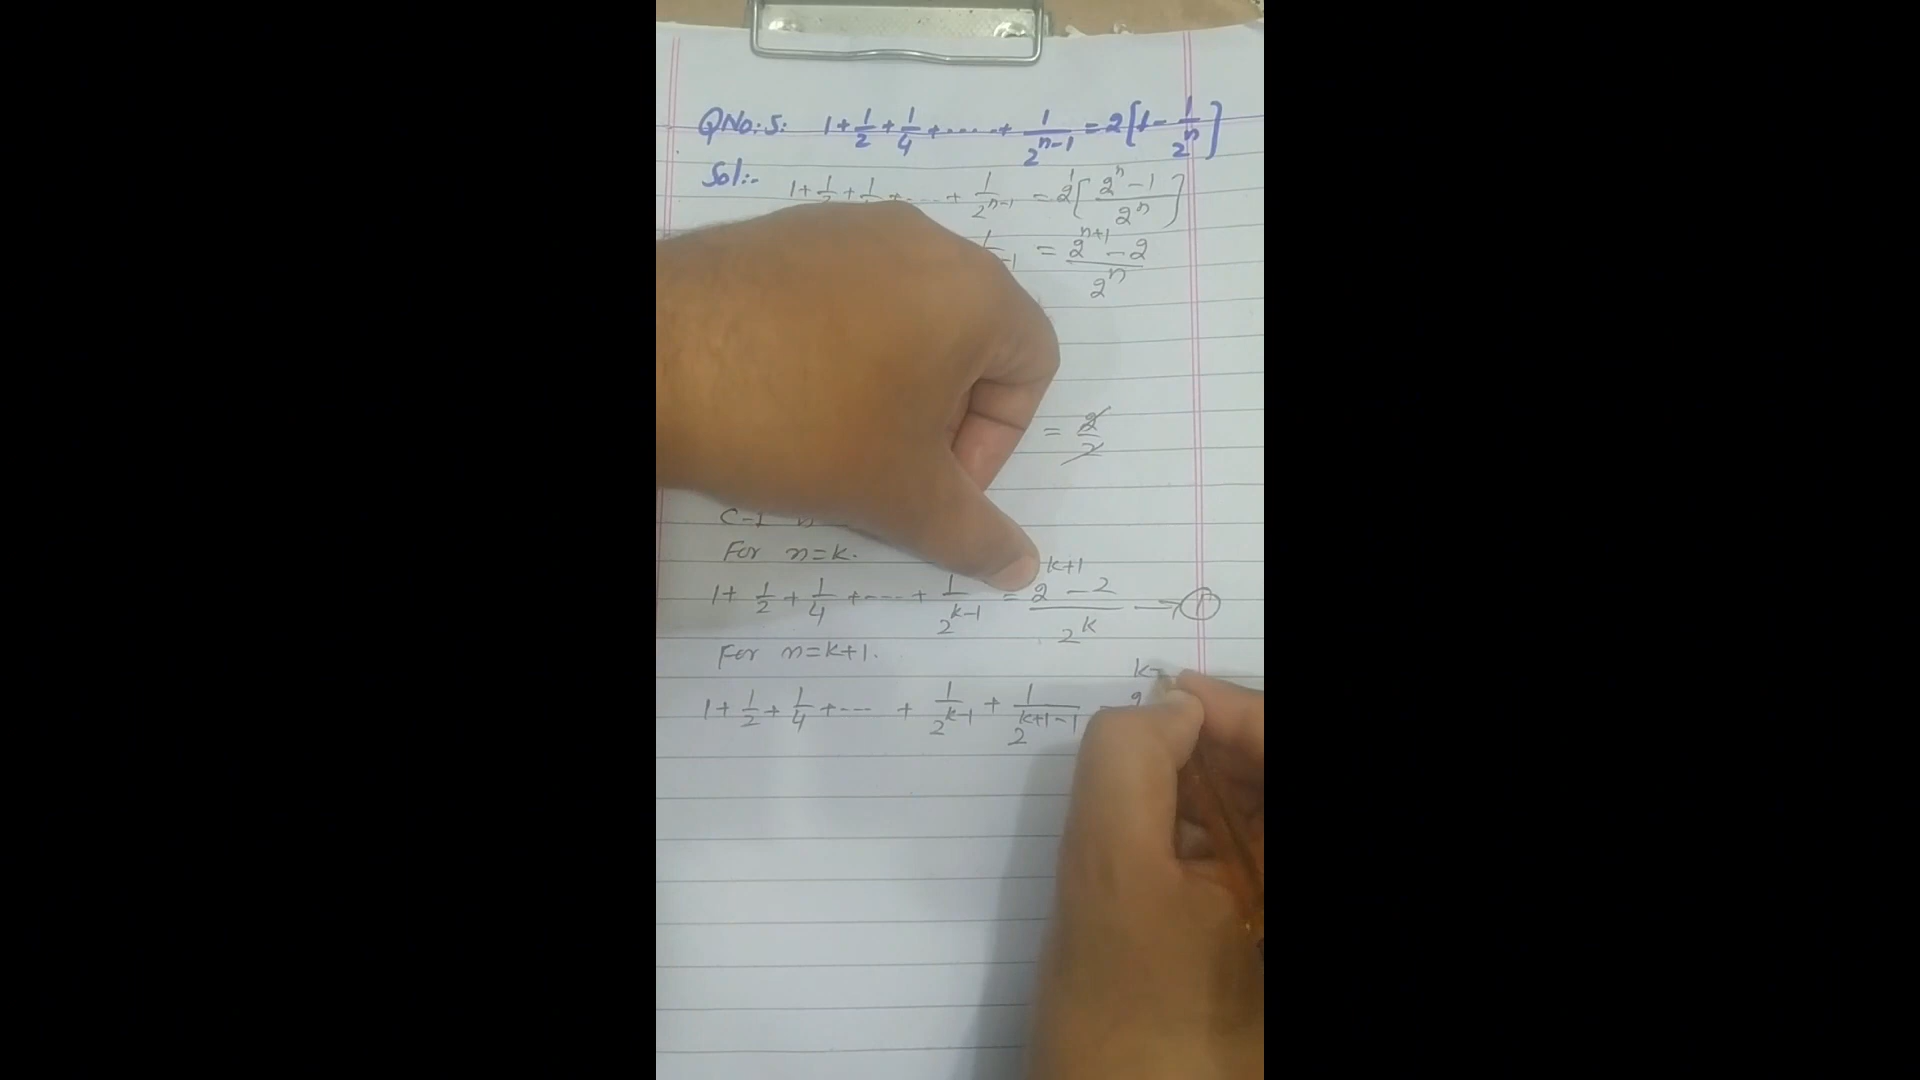 QNo:5: 1+1/2+1/4+.....+1/2^(n-1)=2[1-1/2^n]
Sol:-
1+1/2+1/ +....+1/2^(n-1) =2^1[(2^n-1)/2^n]
=(2^(n+1)-2)/2^n
=2/2
C-1
For n=k.
1+1/2+1/4+----+1/2^(k-1)=(2^(k+1)-2)/2^k →①
For n=k+1.
1+1/2+1/4+---- +1/2^(k-1)+1/2^(k+1-1)